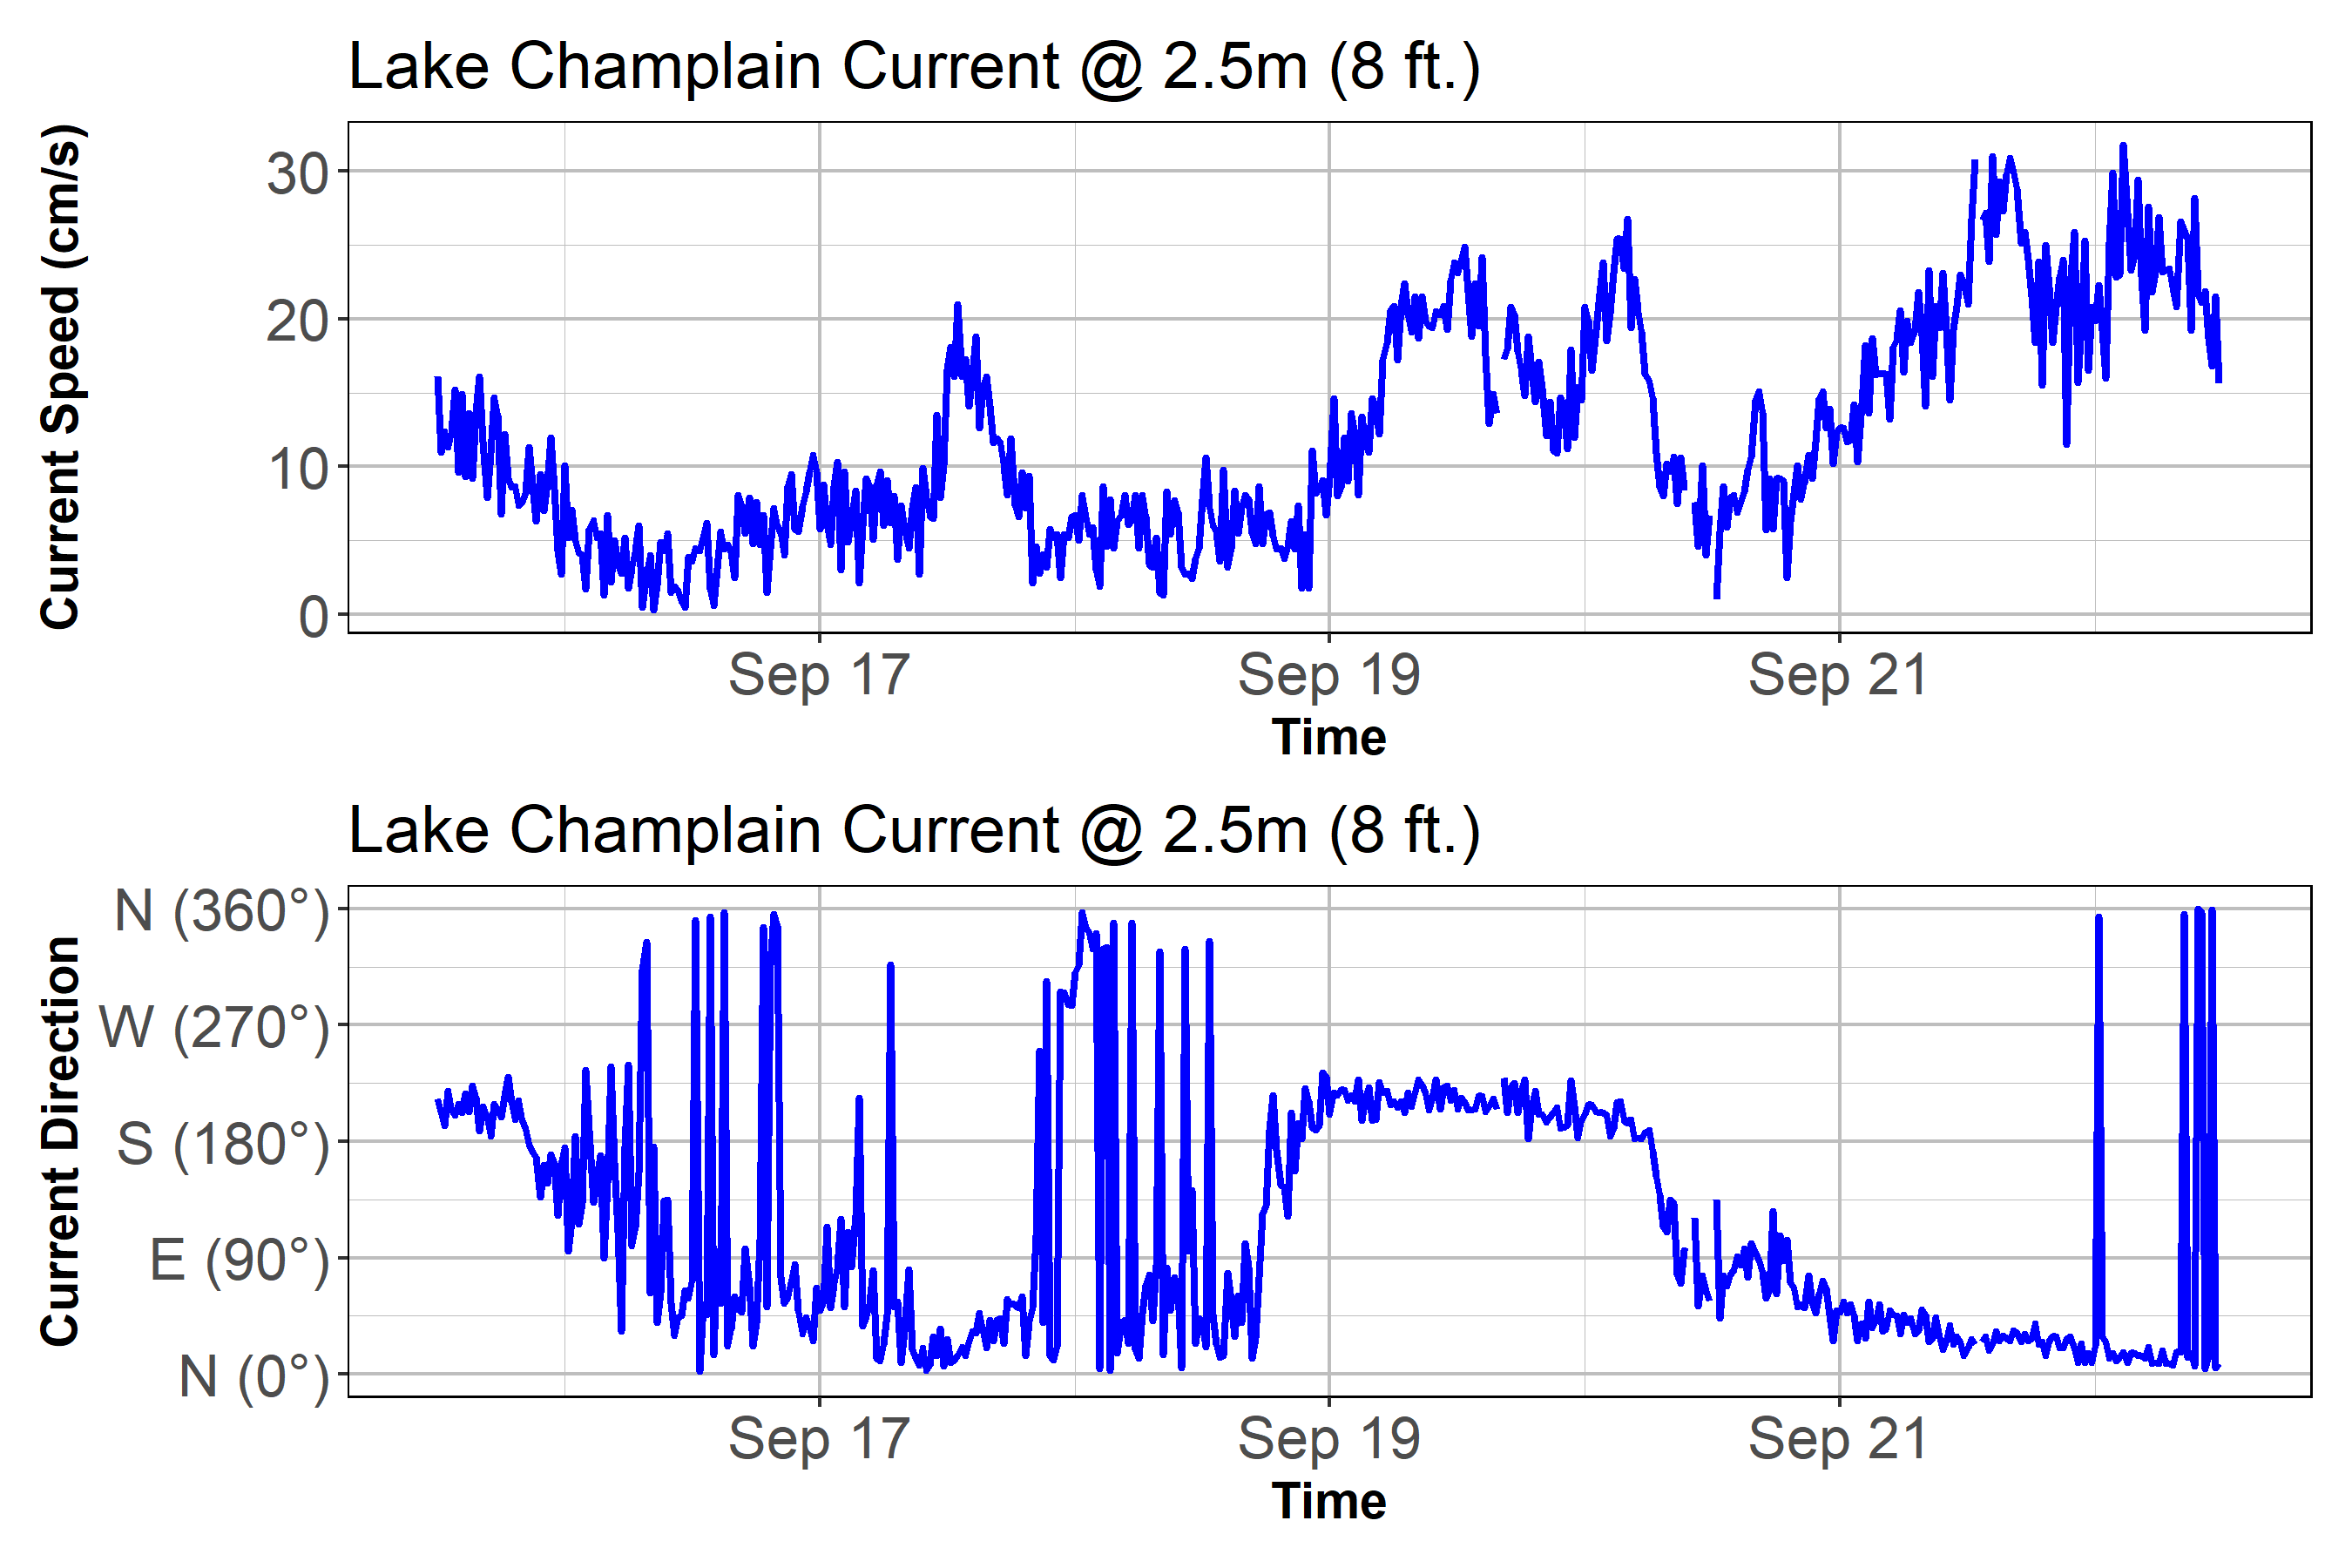 Lake Champlain Current @ 2.5m (8 ft.)
Current Speed (cm/s)
30
20
10
0
Sep 17 Sep 19 Sep 21
Time
Lake Champlain Current @ 2.5m (8 ft.)
Current Direction
N (360°)
W (270°)
S (180°)
E (90°)
N (0°)
Sep 17 Sep 19 Sep 21
Time